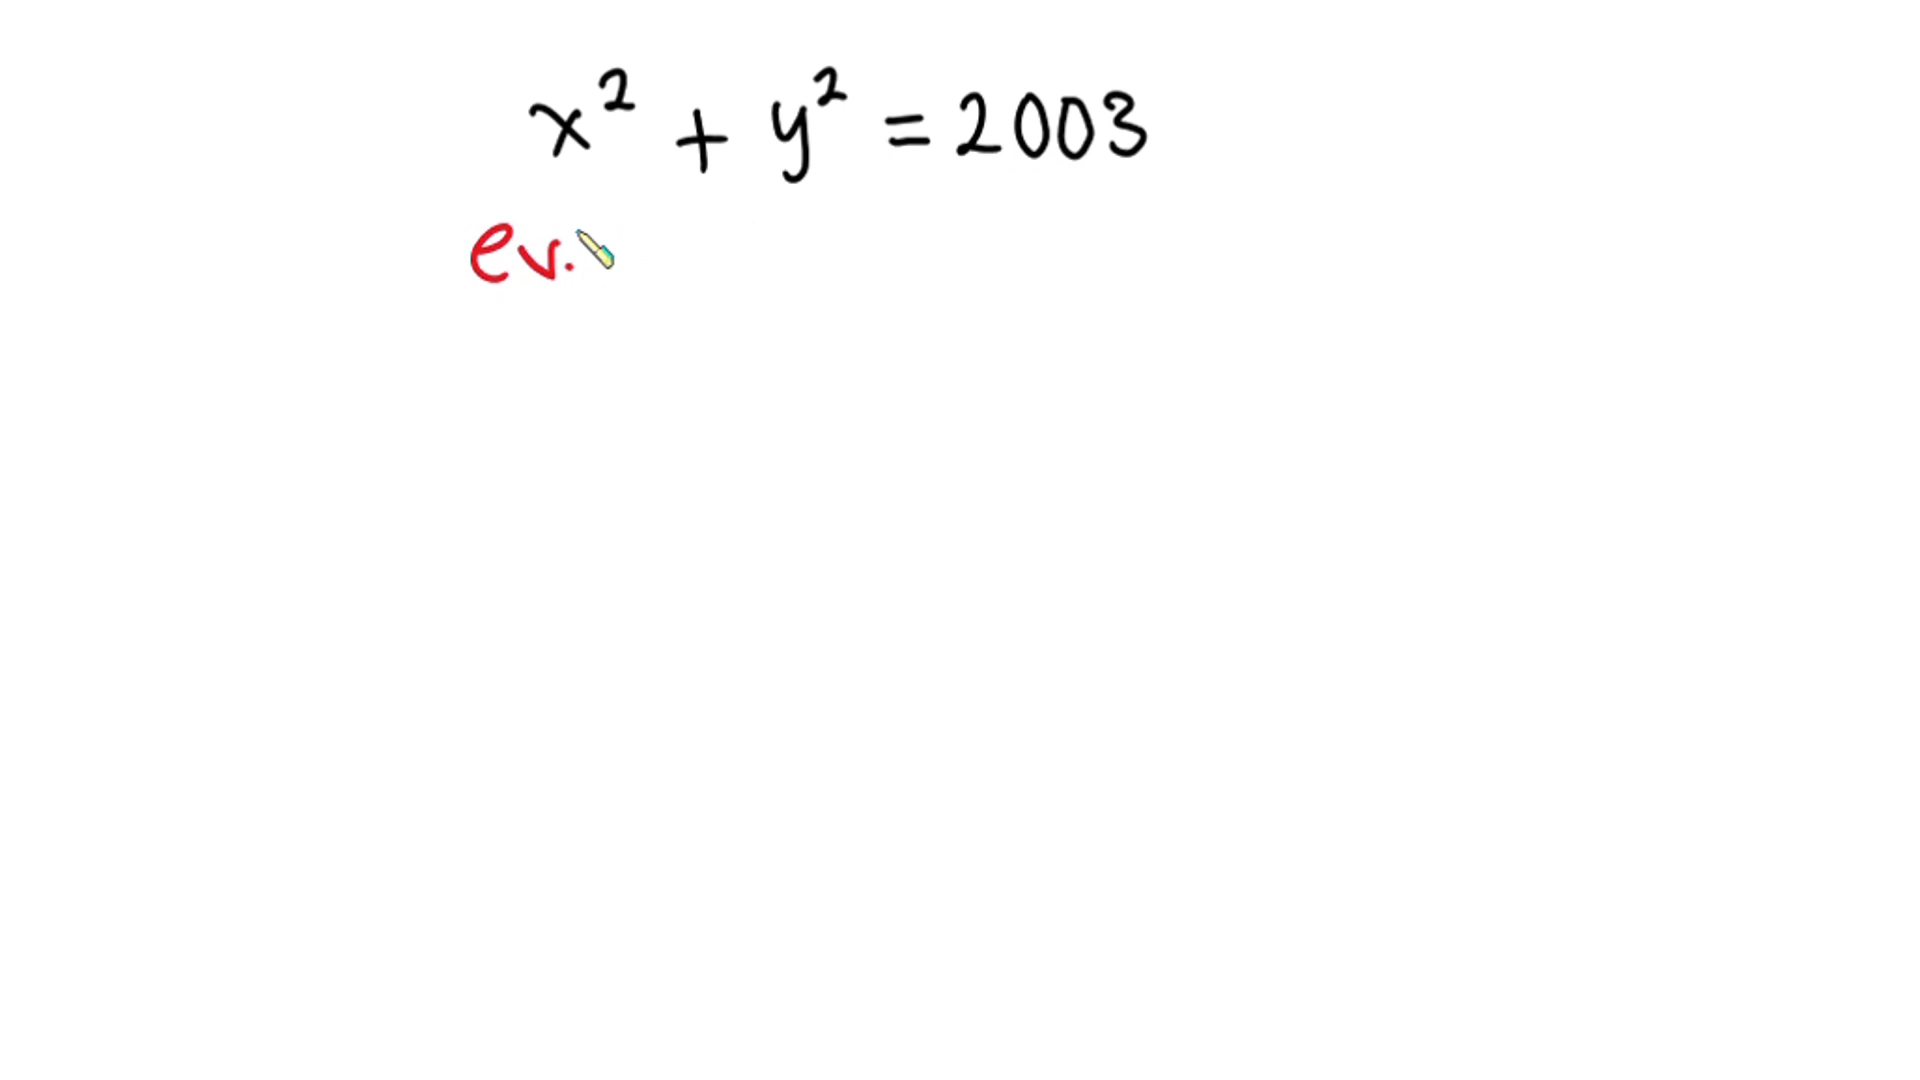 x² + y² = 2003
ev.